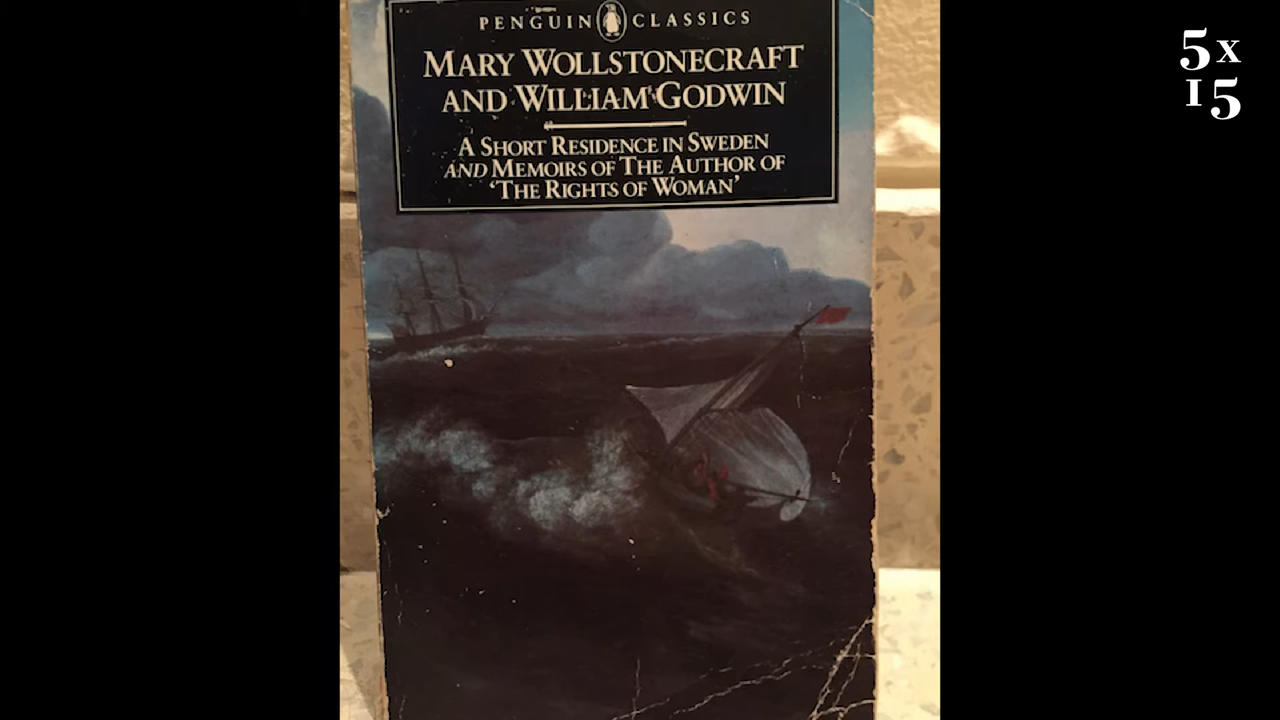 PENGUIN CLASSICS
MARY WOLLSTONECRAFT
AND WILLIAM GODWIN
A SHORT RESIDENCE IN SWEDEN
AND MEMOIRS OF THE AUTHOR OF
'THE RIGHTS OF WOMAN'
5x
15